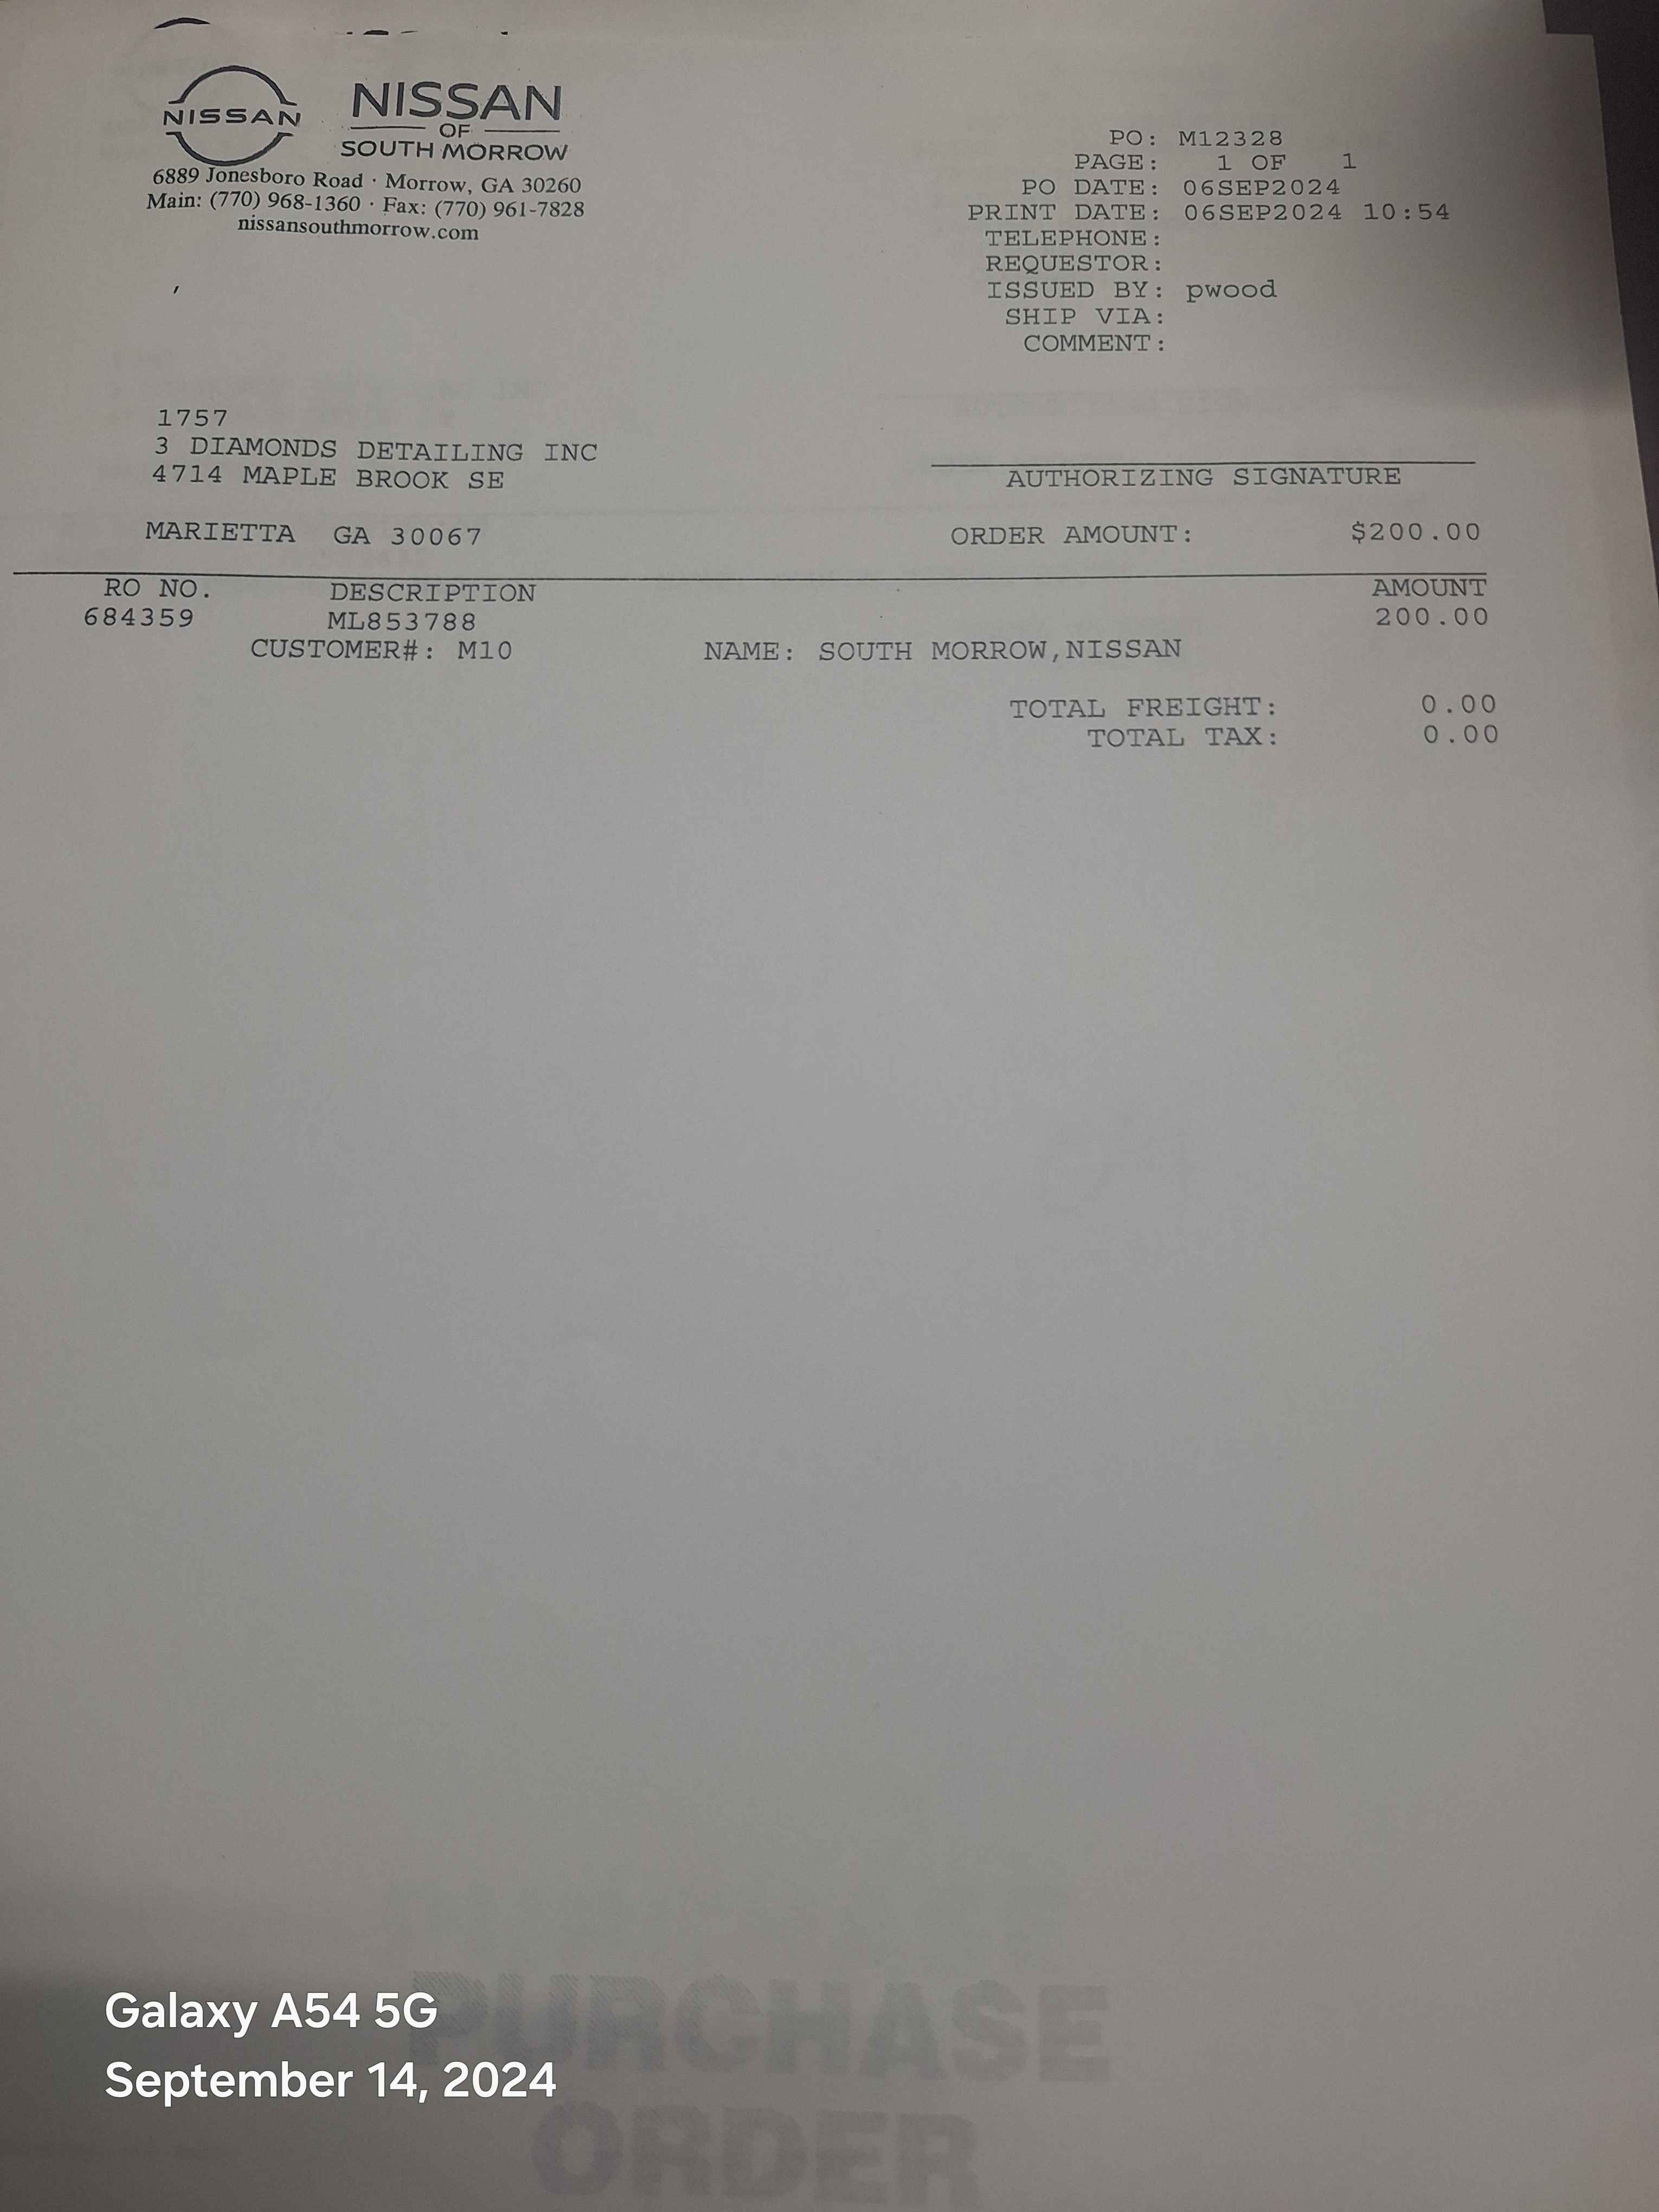 NISSAN
NISSAN
OF
SOUTH MORROW
6889 Jonesboro Road · Morrow, GA 30260
Main: (770) 968-1360 · Fax: (770) 961-7828
nissansouthmorrow.com
PO: M12328
PAGE: 1 OF 1
PO DATE: 06SEP2024
PRINT DATE: 06SEP2024 10:54
TELEPHONE:
REQUESTOR:
ISSUED BY: pwood
SHIP VIA:
COMMENT:
,
1757
3 DIAMONDS DETAILING INC
4714 MAPLE BROOK SE
MARIETTA GA 30067
AUTHORIZING SIGNATURE
ORDER AMOUNT: $200.00
RO NO. DESCRIPTION AMOUNT
684359 ML853788 200.00
CUSTOMER#: M10 NAME: SOUTH MORROW,NISSAN
TOTAL FREIGHT: 0.00
TOTAL TAX: 0.00
PURCHASE
ORDER
Galaxy A54 5G
September 14, 2024